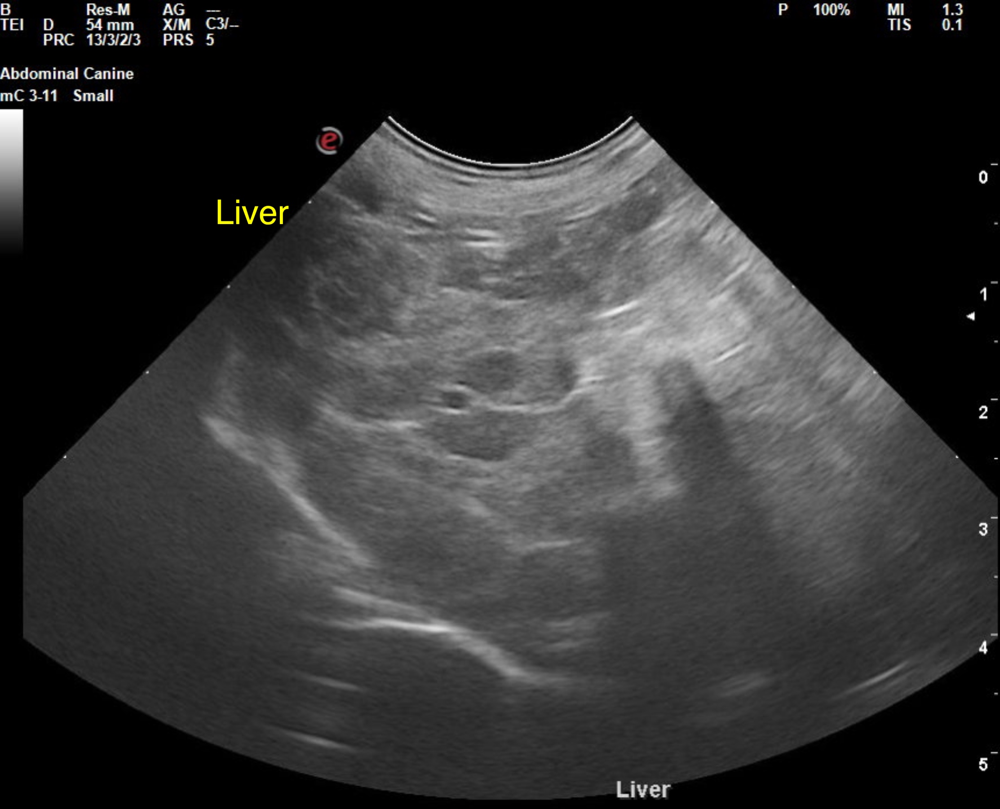 B Res-M AG --- P 100% MI 1.3
TEI D 54 mm X/M C3/-- TIS 0.1
PRC 13/3/2/3 PRS 5
Abdominal Canine
mC 3-11 Small
e
Liver
0
1
2
3
4
5
Liver